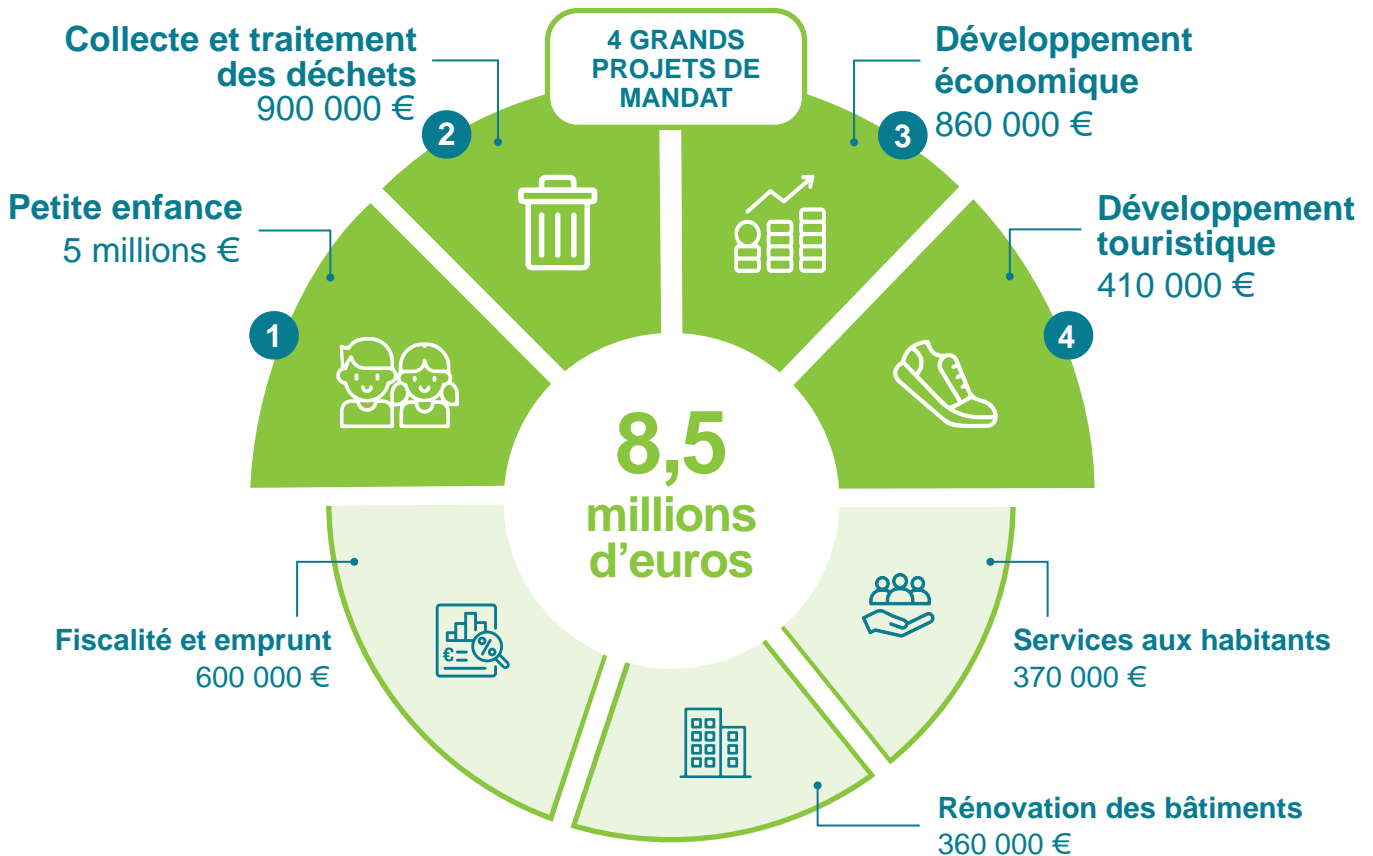 4 GRANDS
PROJETS DE
MANDAT
1
Petite enfance
5 millions €
2
Collecte et traitement
des déchets
900 000 €
3
Développement
économique
860 000 €
4
Développement
touristique
410 000 €
8,5
millions
d’euros
Fiscalité et emprunt
600 000 €
€
%
Services aux habitants
370 000 €
Rénovation des bâtiments
360 000 €